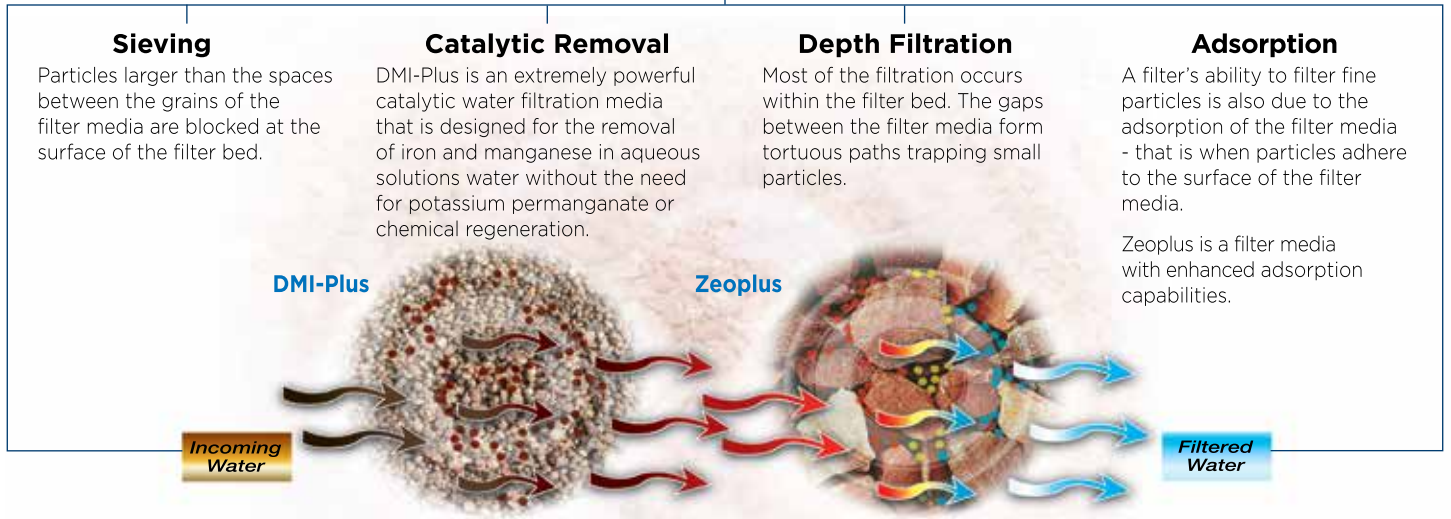 Sieving
Particles larger than the spaces
between the grains of the
filter media are blocked at the
surface of the filter bed.
Catalytic Removal
DMI-Plus is an extremely powerful
catalytic water filtration media
that is designed for the removal
of iron and manganese in aqueous
solutions water without the need
for potassium permanganate or
chemical regeneration.
Depth Filtration
Most of the filtration occurs
within the filter bed. The gaps
between the filter media form
tortuous paths trapping small
particles.
Adsorption
A filter's ability to filter fine
particles is also due to the
adsorption of the filter media
- that is when particles adhere
to the surface of the filter
media.
Zeoplus is a filter media
with enhanced adsorption
capabilities.
DMI-Plus
Zeoplus
Incoming
Water
Filtered
Water